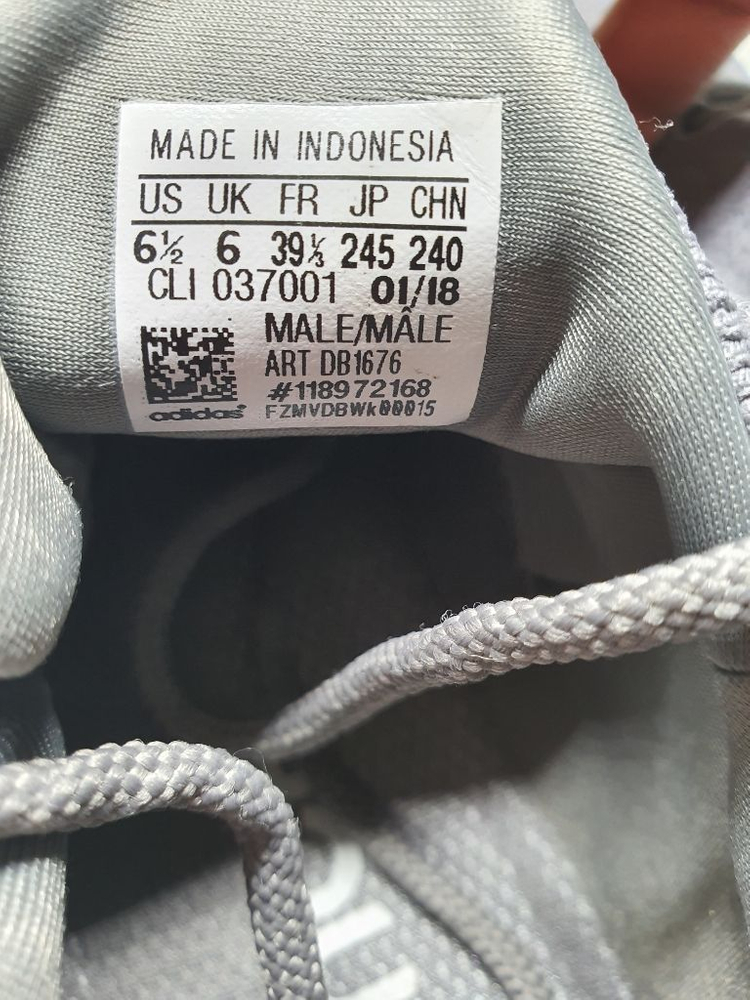 MADE IN INDONESIA
US UK FR JP CHN
6½ 6 39⅓ 245 240
CLI 037001 01/18
MALE/MÂLE
ART DB1676
#118972168
adidas FZMVDBWk00015